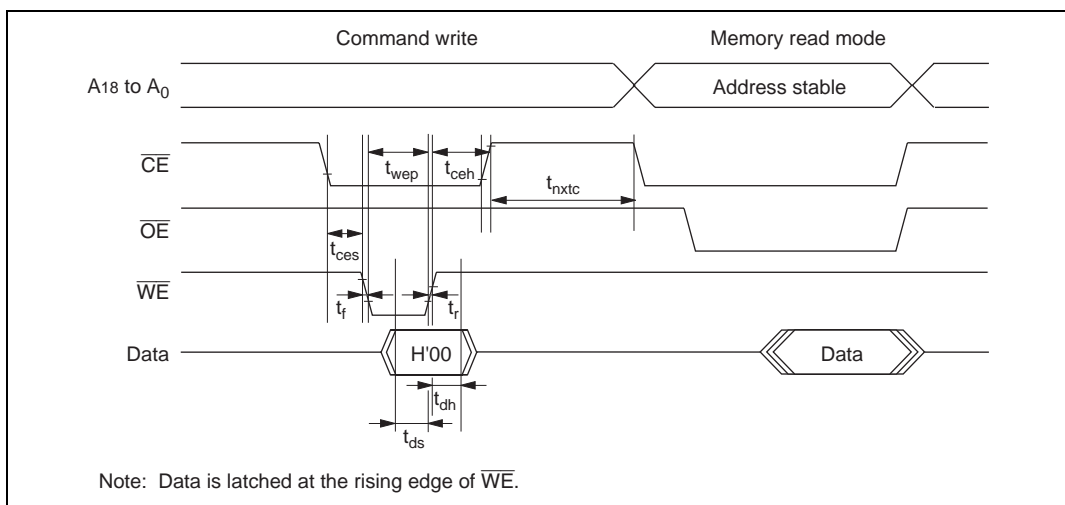 Command write Memory read mode
A18 to A0 Address stable
CE
twep tceh
tnxtc
OE
tces
WE
tf tr
Data H'00 Data
tdh
tds
Note: Data is latched at the rising edge of WE.